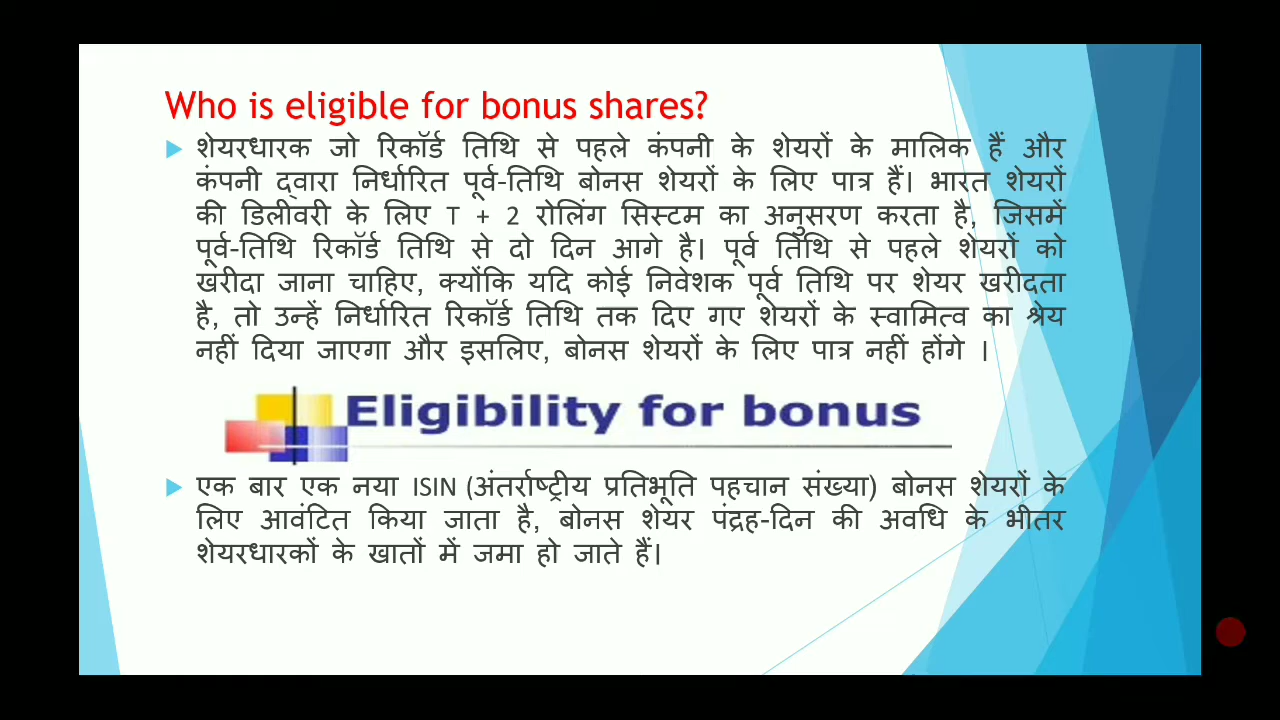 Who is eligible for bonus shares?
शेयरधारक जो रिकॉर्ड तिथि से पहले कंपनी के शेयरों के मालिक हैं और
कंपनी द्वारा निर्धारित पूर्व-तिथि बोनस शेयरों के लिए पात्र हैं। भारत शेयरों
की डिलीवरी के लिए T + 2 रोलिंग सिस्टम का अनुसरण करता है, जिसमें
पूर्व-तिथि रिकॉर्ड तिथि से दो दिन आगे है। पूर्व तिथि से पहले शेयरों को
खरीदा जाना चाहिए, क्योंकि यदि कोई निवेशक पूर्व तिथि पर शेयर खरीदता
है, तो उन्हें निर्धारित रिकॉर्ड तिथि तक दिए गए शेयरों के स्वामित्व का श्रेय
नहीं दिया जाएगा और इसलिए, बोनस शेयरों के लिए पात्र नहीं होंगे ।
Eligibility for bonus
एक बार एक नया ISIN (अंतर्राष्ट्रीय प्रतिभूति पहचान संख्या) बोनस शेयरों के
लिए आवंटित किया जाता है, बोनस शेयर पंद्रह-दिन की अवधि के भीतर
शेयरधारकों के खातों में जमा हो जाते हैं।